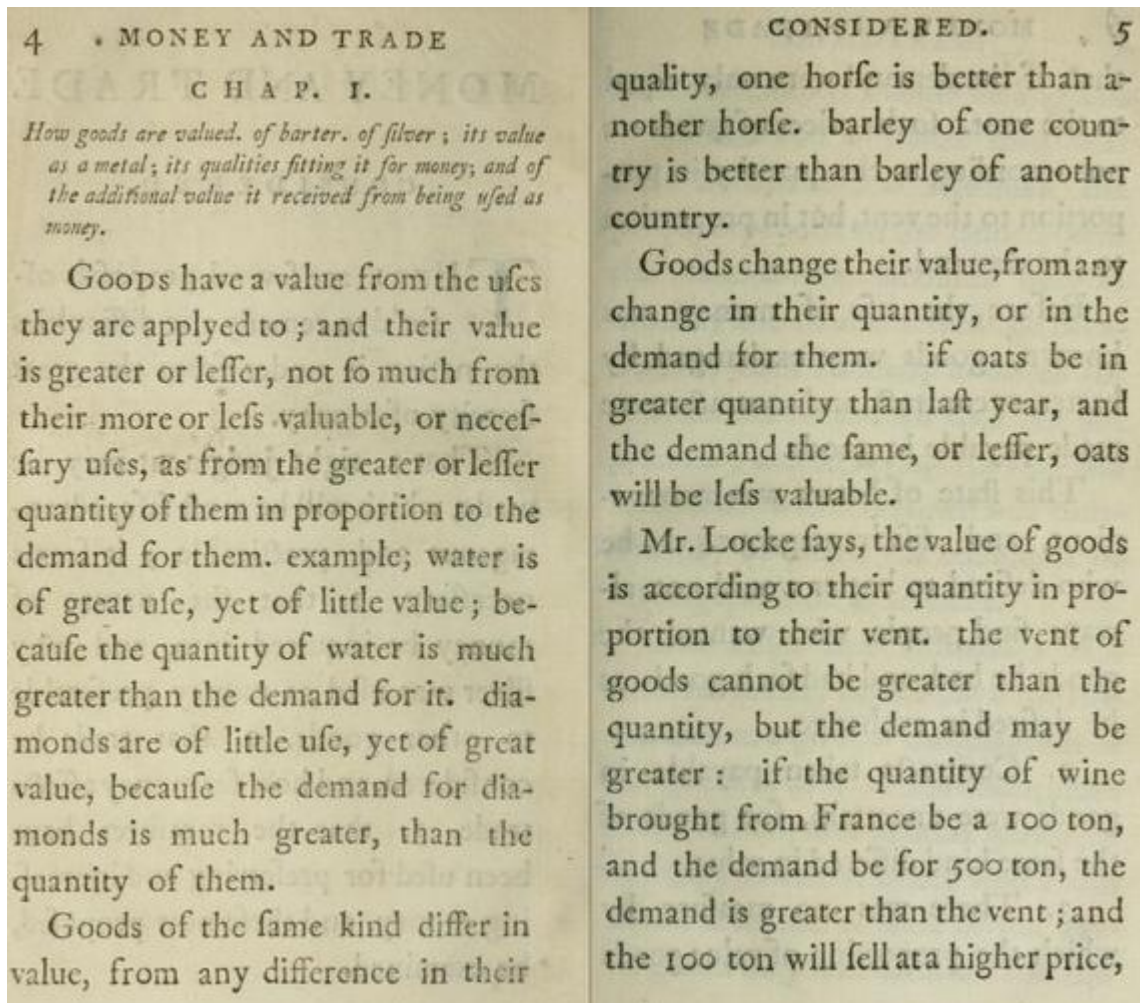 4 . MONEY AND TRADE
CHAP. I.
How goods are valued. of barter. of ſilver ; its value
as a metal; its qualities fitting it for money; and of
the additional value it received from being uſed as
money.
GOODS have a value from the uſes
they are applyed to ; and their value
is greater or leſſer, not ſo much from
their more or leſs valuable, or neceſ-
ſary uſes, as from the greater or leſſer
quantity of them in proportion to the
demand for them. example; water is
of great uſe, yet of little value ; be-
cauſe the quantity of water is much
greater than the demand for it. dia-
monds are of little uſe, yet of great
value, becauſe the demand for dia-
monds is much greater, than the
quantity of them.
Goods of the ſame kind differ in
value, from any difference in their
CONSIDERED. 5
quality, one horſe is better than a-
nother horſe. barley of one coun-
try is better than barley of another
country.
Goods change their value, from any
change in their quantity, or in the
demand for them. if oats be in
greater quantity than laſt year, and
the demand the ſame, or leſſer, oats
will be leſs valuable.
Mr. Locke ſays, the value of goods
is according to their quantity in pro-
portion to their vent. the vent of
goods cannot be greater than the
quantity, but the demand may be
greater : if the quantity of wine
brought from France be a 100 ton,
and the demand be for 500 ton, the
demand is greater than the vent ; and
the 100 ton will ſell at a higher price,